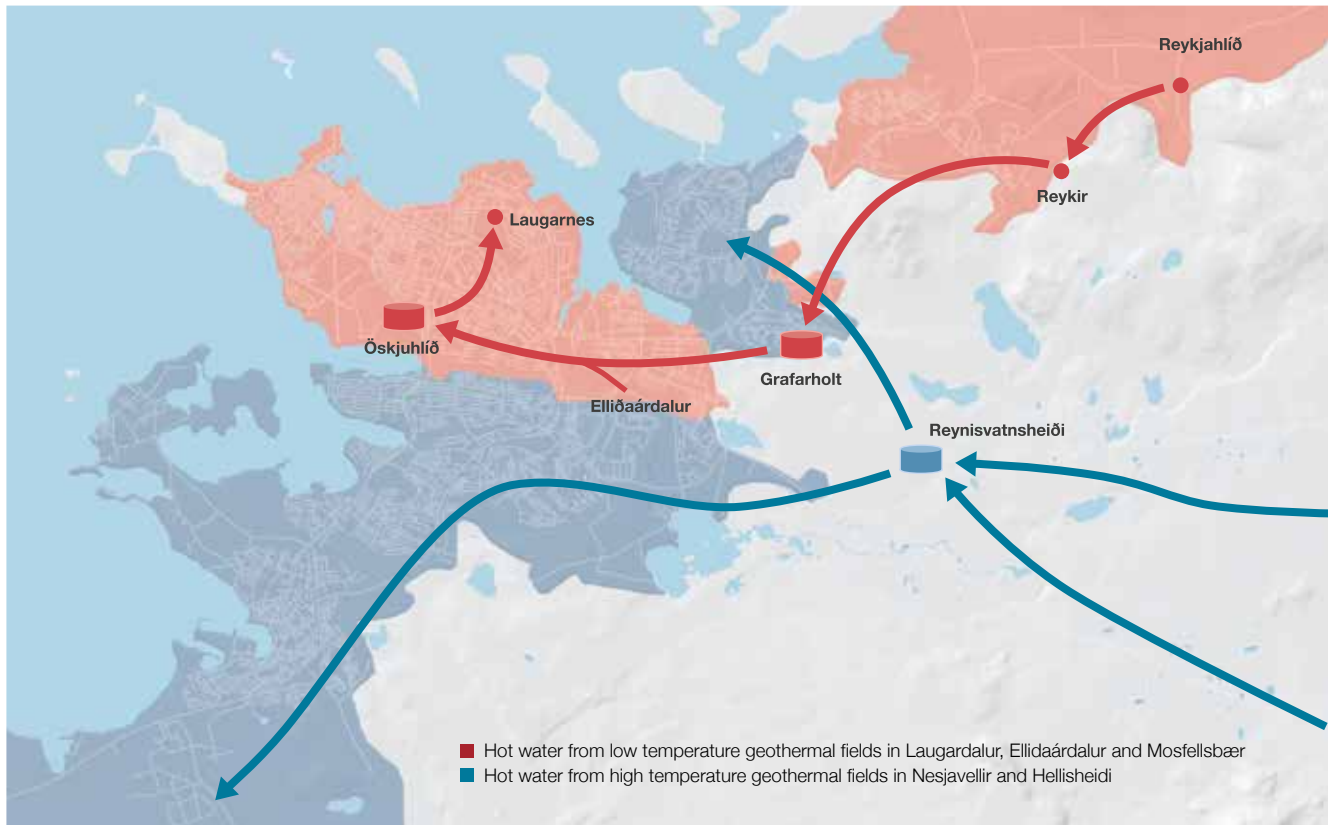 Reykjahlíð
Reykir
Laugarnes
Öskjuhlíð
Grafarholt
Elliðaárdalur
Reynisvatnsheiði
Hot water from low temperature geothermal fields in Laugardalur, Ellidaárdalur and Mosfellsbær
Hot water from high temperature geothermal fields in Nesjavellir and Hellisheidi